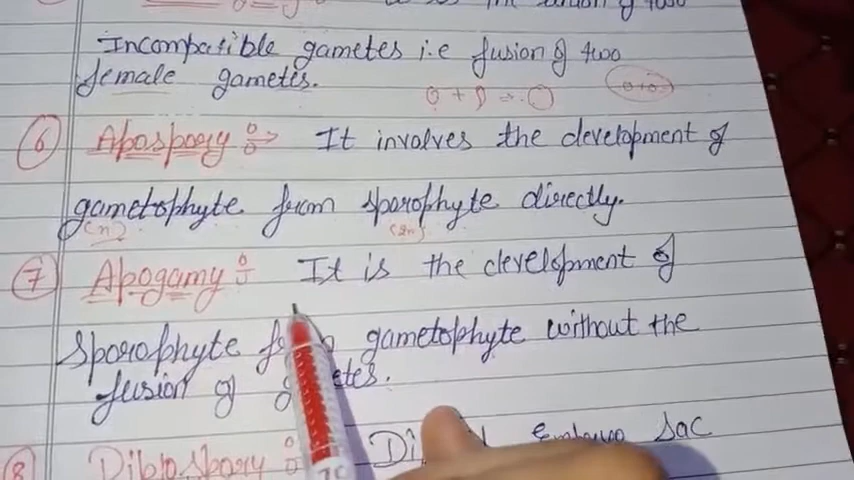 Incompatible gametes i.e fusion of two
female gametes.
⑥ Apospory :-> It involves the development of
gametophyte from sporophyte directly.
(n) (2n)
⑦ Apogamy :- It is the development of
Sporophyte gametophyte without the
fusion of
⑧ Diplospory :- Embryo Sac